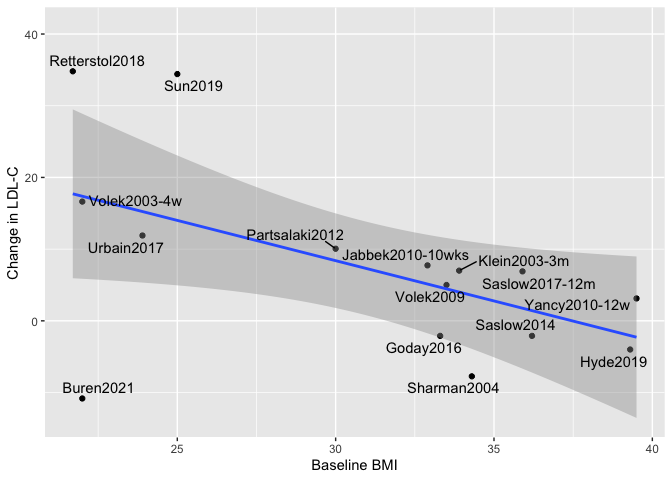 40
Retterstol2018
Sun2019
20
Volek2003-4w
Urbain2017
Partsalaki2012
Jabbek2010-10wks
Klein2003-3m
Saslow2017-12m
Volek2009
Yancy2010-12w
0
Saslow2014
Goday2016
Hyde2019
Buren2021
Sharman2004
Change in LDL-C
25
30
35
40
Baseline BMI